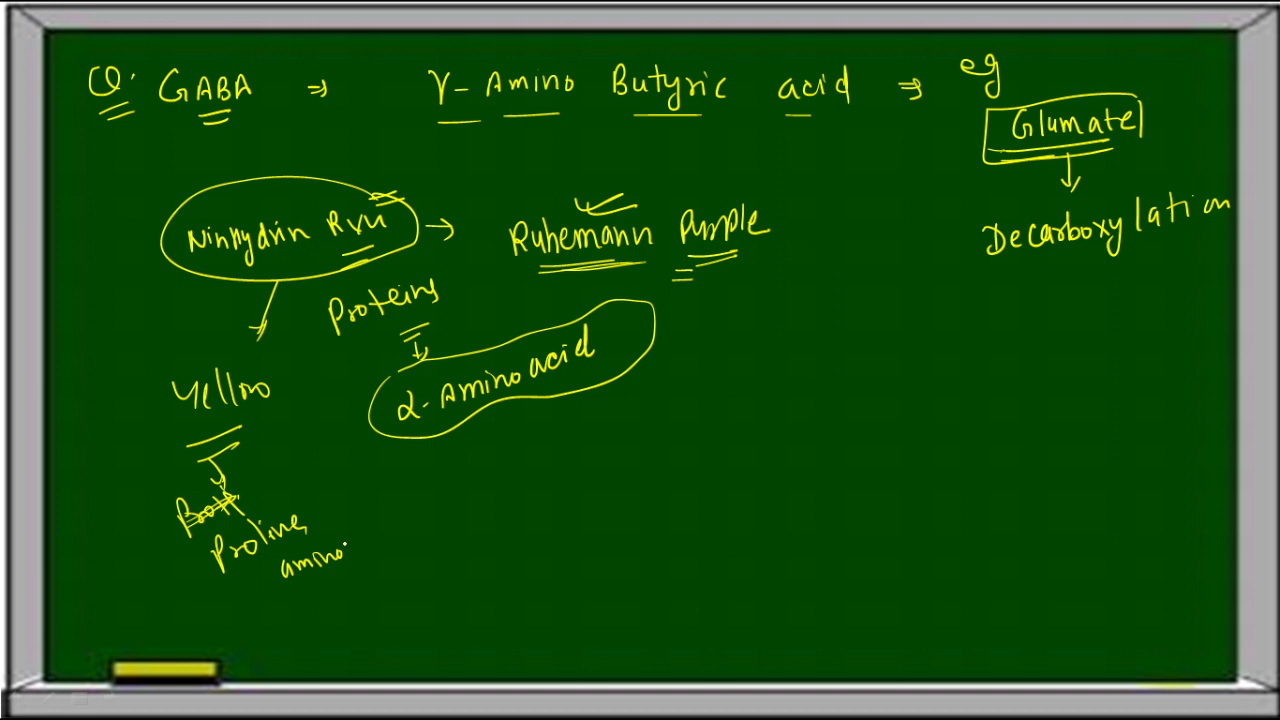 Q. GABA ⇒ γ- Amino Butyric acid ⇒ eg
Glumate
↓
Decarboxylation
Ninhydrin Rxn → Ruhemann Purple
Proteins
↓
α-Amino acid
Yellow
↓
Proline,
amino